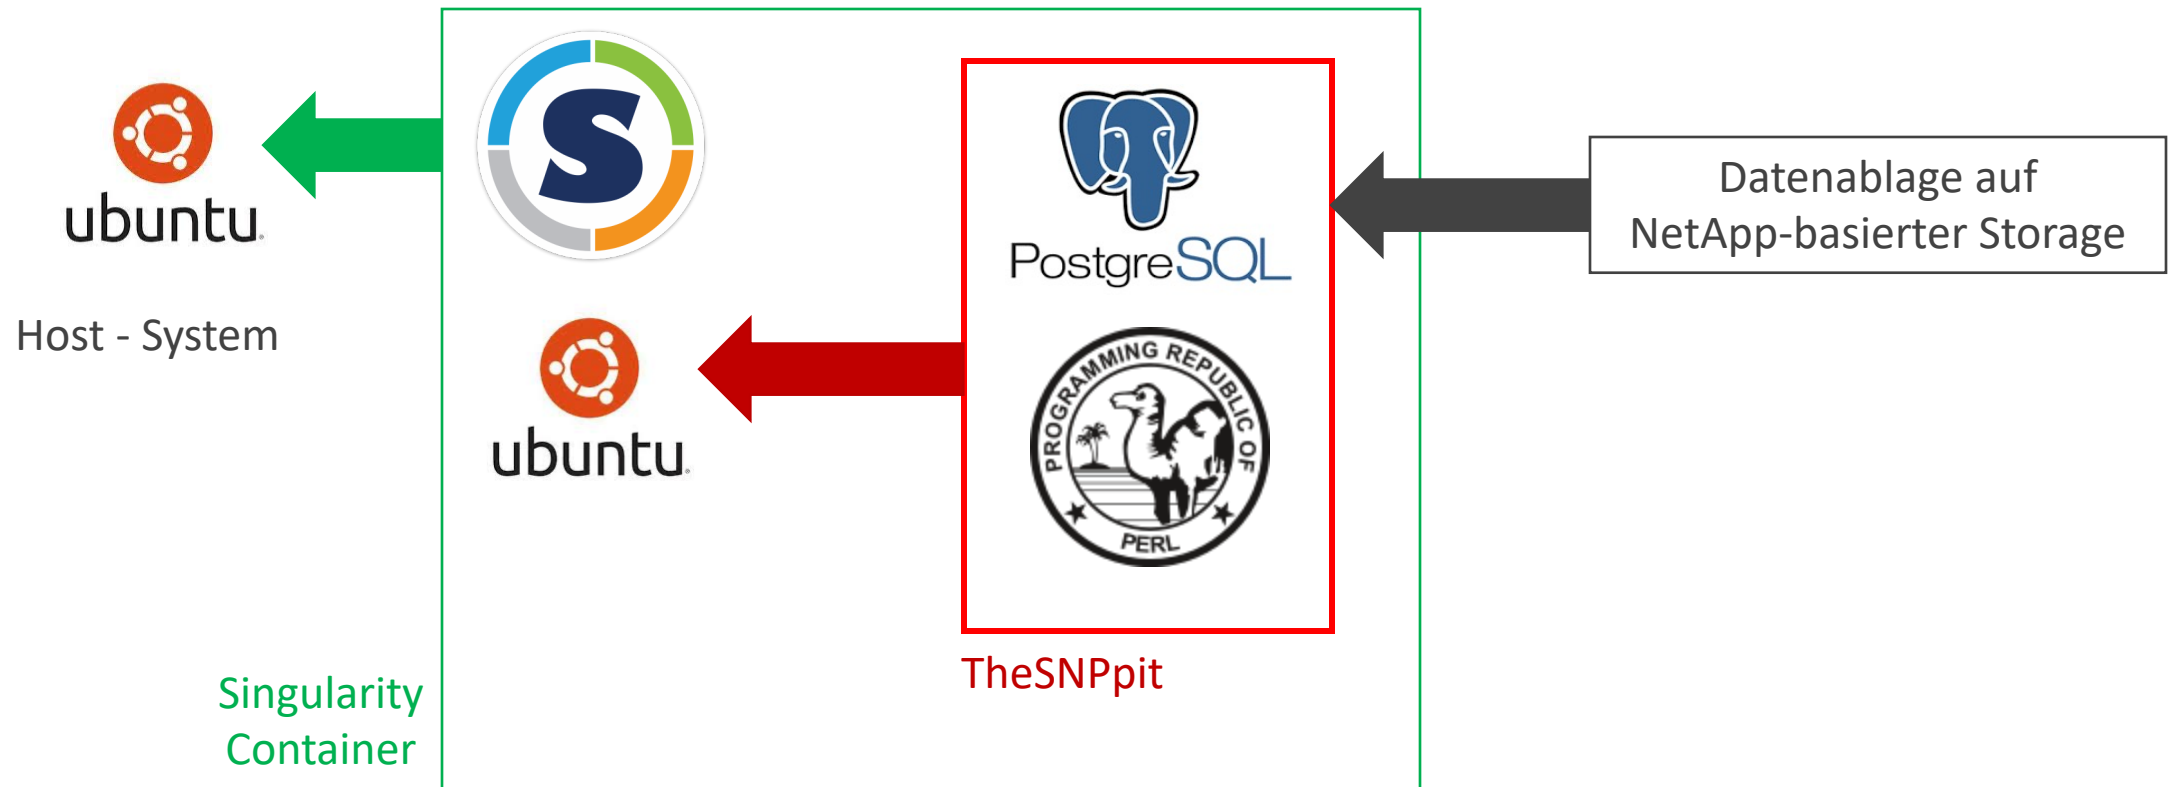 ubuntu
Host - System
Singularity
Container
S
ubuntu
PostgreSQL
PROGRAMMING REPUBLIC OF
PERL
TheSNPpit
Datenablage auf
NetApp-basierter Storage